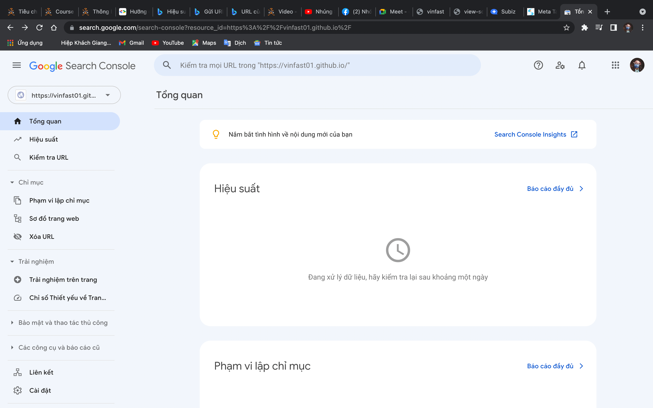 Tiêu ch
Course
Thông
Hướng
Hiệu s
Gửi UR
URL củ
Video
Những
(2) Nhó
Meet –
vinfast
view-s
Subiz
Meta T
Tổn
search.google.com/search-console?resource_id=https%3A%2F%2Fvinfast01.github.io%2F
Ứng dụng
Hiệp Khách Giang...
Gmail
YouTube
Maps
Dịch
Tin tức
Google Search Console
Kiểm tra mọi URL trong "https://vinfast01.github.io/"
https://vinfast01.git...
Tổng quan
Tổng quan
Hiệu suất
Kiểm tra URL
Chỉ mục
Phạm vi lập chỉ mục
Sơ đồ trang web
Xóa URL
Trải nghiệm
Trải nghiệm trên trang
Chỉ số Thiết yếu về Tran...
Bảo mật và thao tác thủ công
Các công cụ và báo cáo cũ
Liên kết
Cài đặt
Nắm bắt tình hình về nội dung mới của bạn
Search Console Insights
Hiệu suất
Báo cáo đầy đủ
Đang xử lý dữ liệu, hãy kiểm tra lại sau khoảng một ngày
Phạm vi lập chỉ mục
Báo cáo đầy đủ